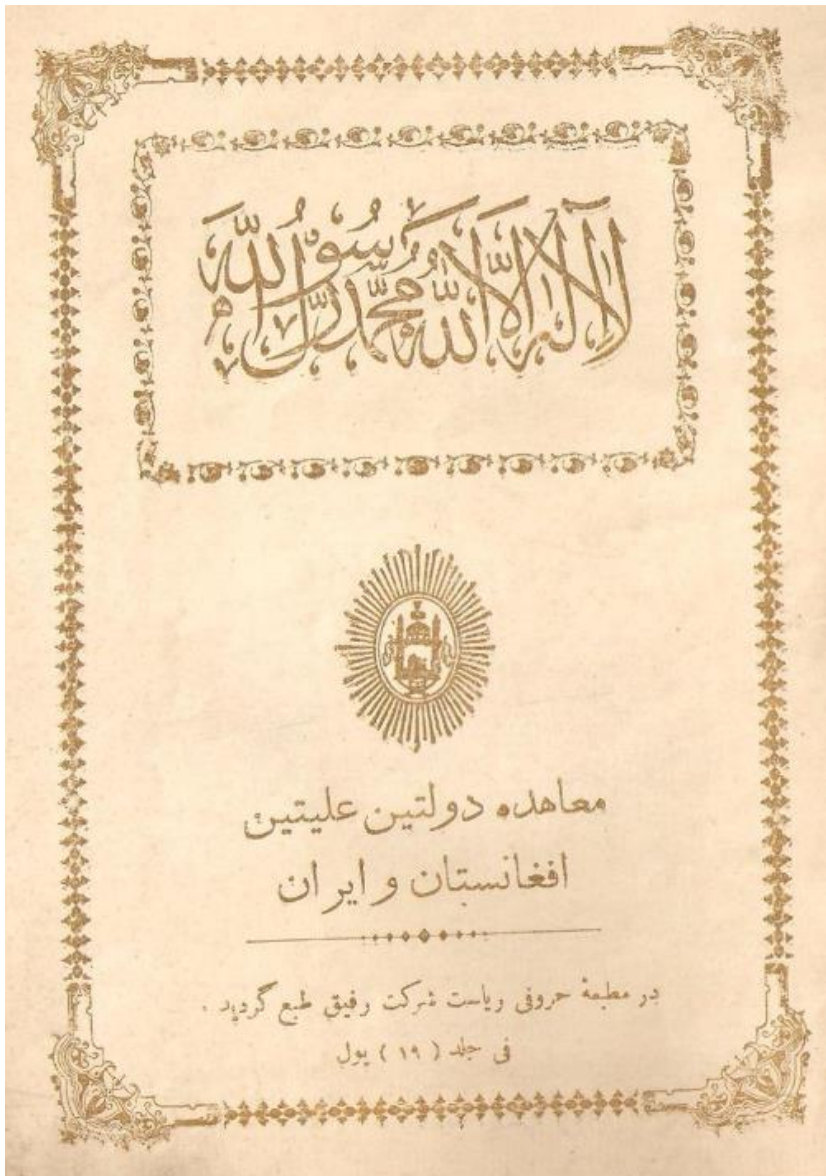 لا اله الا الله محمد رسول الله
معاهده دولتین علیتین
افغانستان و ایران
در مطبعۀ حروفی ریاست شرکت رفیق طبع گردید .
فی جلد ( ۱۹ ) پول